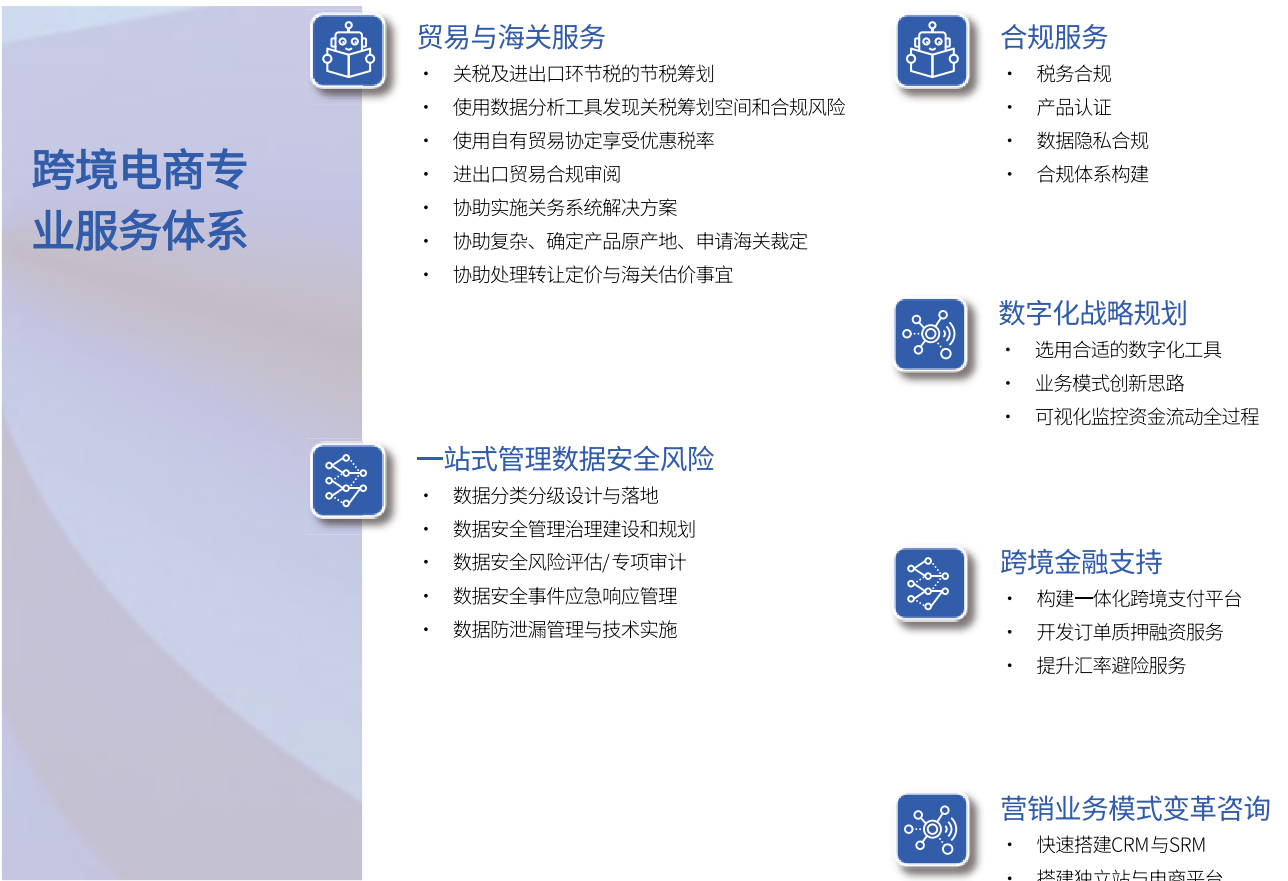 跨境电商专
业服务体系
贸易与海关服务
• 关税及进出口环节税的节税筹划
• 使用数据分析工具发现关税筹划空间和合规风险
• 使用自有贸易协定享受优惠税率
• 进出口贸易合规审阅
• 协助实施关务系统解决方案
• 协助复杂、确定产品原产地、申请海关裁定
• 协助处理转让定价与海关估价事宜
一站式管理数据安全风险
• 数据分类分级设计与落地
• 数据安全管理治理建设和规划
• 数据安全风险评估/专项审计
• 数据安全事件应急响应管理
• 数据防泄漏管理与技术实施
合规服务
• 税务合规
• 产品认证
• 数据隐私合规
• 合规体系构建
数字化战略规划
• 选用合适的数字化工具
• 业务模式创新思路
• 可视化监控资金流动全过程
跨境金融支持
• 构建一体化跨境支付平台
• 开发订单质押融资服务
• 提升汇率避险服务
营销业务模式变革咨询
• 快速搭建CRM与SRM
• 搭建独立站与电商平台